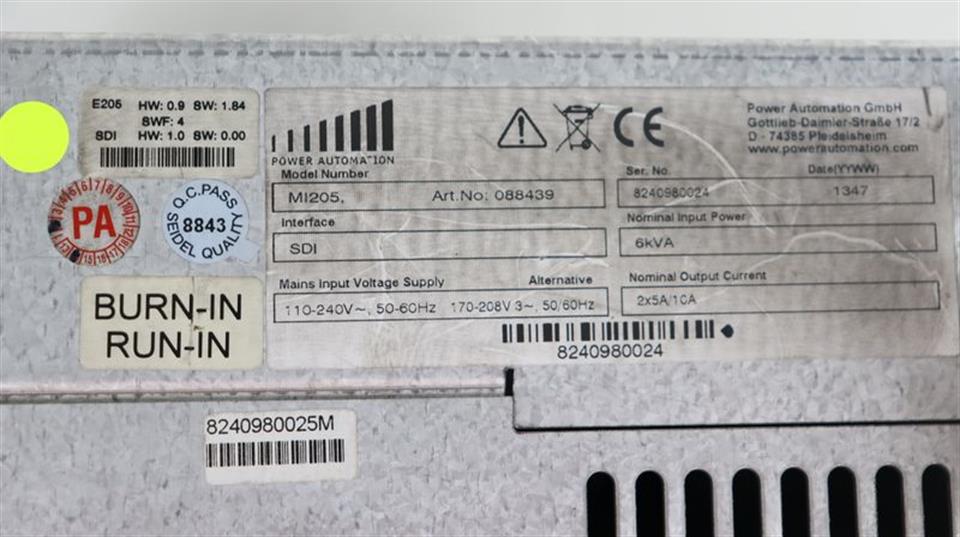 E205 HW: 0.9 SW: 1.84
SWF: 4
SDI HW: 1.0 SW: 0.00
PA
Q.C.PASS
8843
SEIDEL QUALITY
BURN-IN
RUN-IN
POWER AUTOMATION
CE
Power Automation GmbH
Gottlieb-Daimler-Straße 17/2
D - 74385 Pleidelsheim
www.powerautomation.com
Model Number
MI205, Art.No: 088439
Ser. No. Date(YYWW)
8240980024 1347
Interface
SDI
Nominal Input Power
6kVA
Mains Input Voltage Supply Alternative
110-240V~, 50-60Hz 170-208V 3~, 50/60Hz
Nominal Output Current
2x5A/10A
8240980024
8240980025M